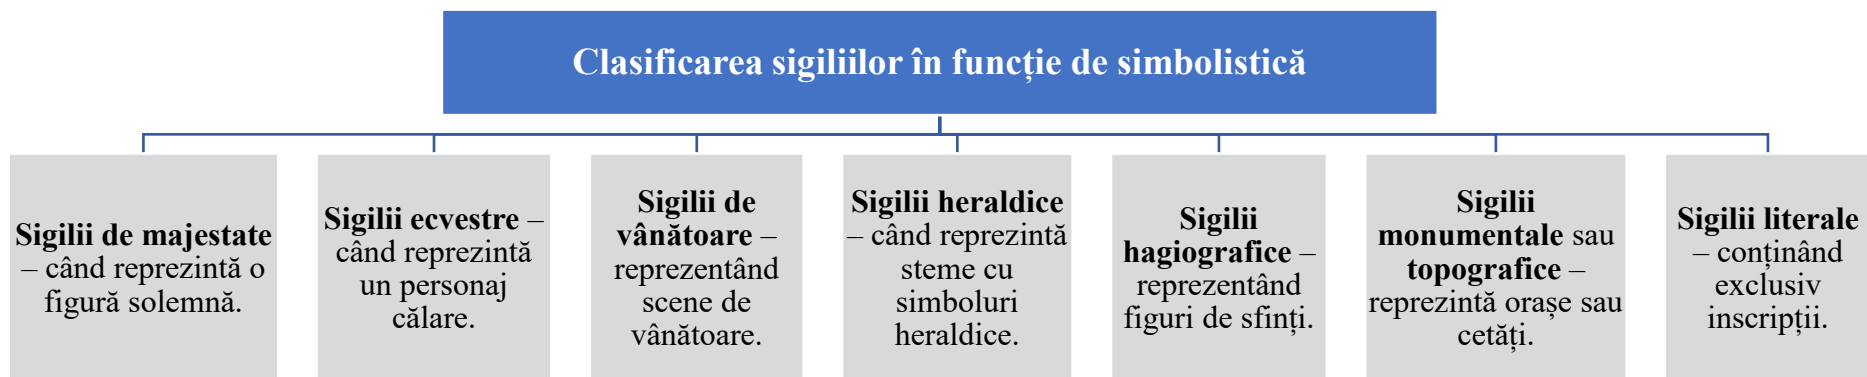 Clasificarea sigiliilor în funcție de simbolistică
Sigilii de majestate
– când reprezintă o
figură solemnă.
Sigilii ecvestre –
când reprezintă
un personaj
călare.
Sigilii de
vânătoare –
reprezentând
scene de
vânătoare.
Sigilii heraldice
– când reprezintă
steme cu
simboluri
heraldice.
Sigilii
hagiografice –
reprezentând
figuri de sfinți.
Sigilii
monumentale sau
topografice –
reprezintă orașe sau
cetăți.
Sigilii literale
– conținând
exclusiv
inscripții.